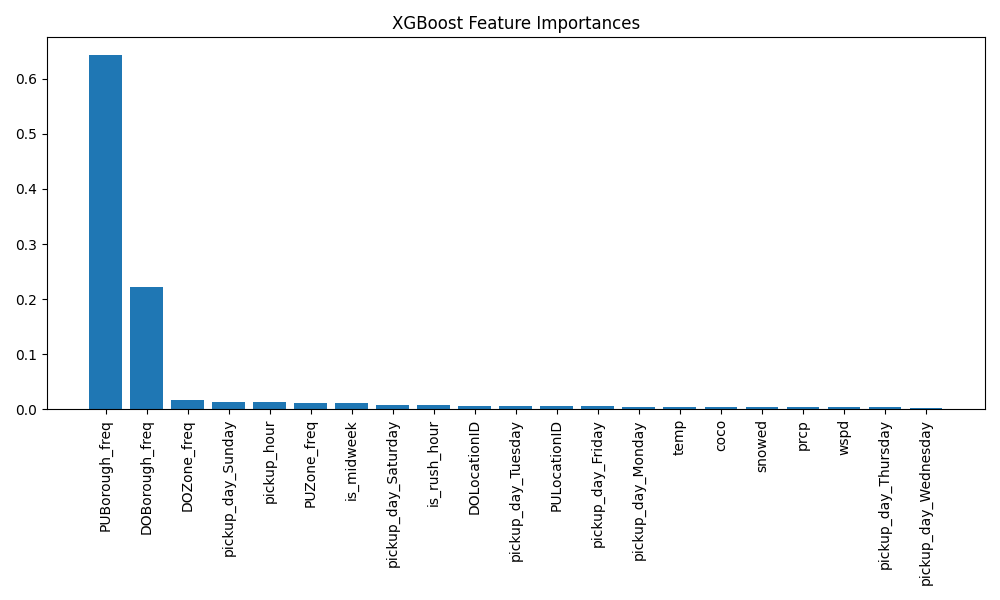 XGBoost Feature Importances
0.6
0.5
0.4
0.3
0.2
0.1
0.0
PUBorough_freq
DOBorough_freq
DOZone_freq
pickup_day_Sunday
pickup_hour
PUZone_freq
is_midweek
pickup_day_Saturday
is_rush_hour
DOLocationID
pickup_day_Tuesday
PULocationID
pickup_day_Friday
pickup_day_Monday
temp
coco
snowed
prcp
wspd
pickup_day_Thursday
pickup_day_Wednesday